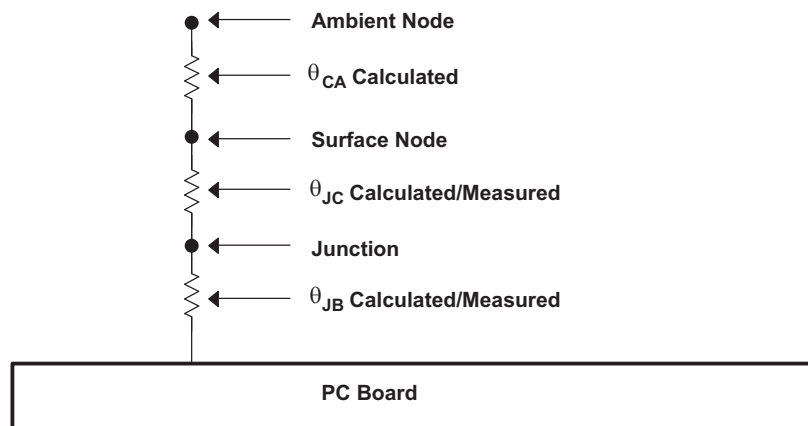 Ambient Node
θCA Calculated
Surface Node
θJC Calculated/Measured
Junction
θJB Calculated/Measured
PC Board